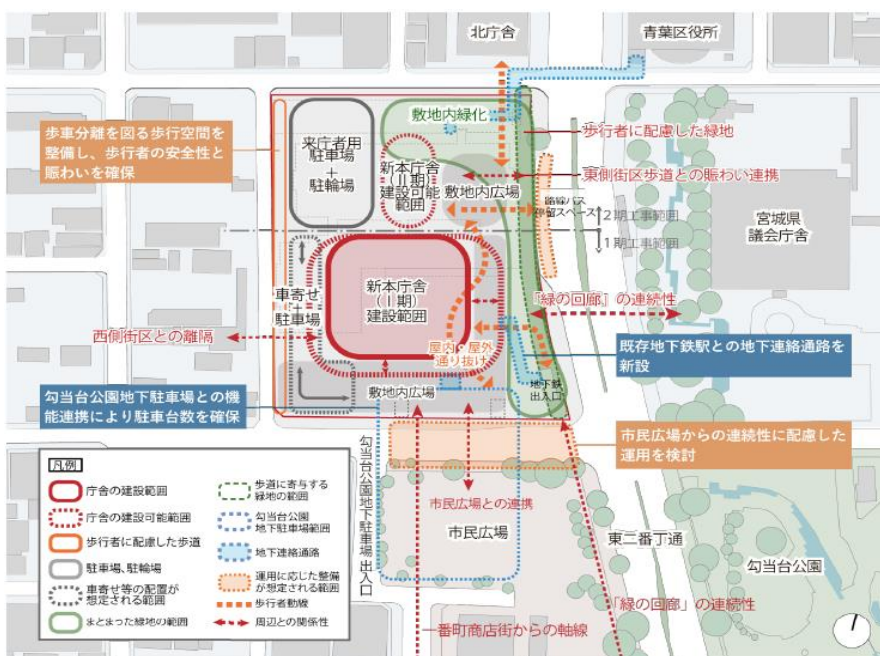 北庁舎
青葉区役所
敷地内緑化
歩行者に配慮した緑地
歩車分離を図る歩行空間を
整備し、歩行者の安全性と
賑わいを確保
来庁者用
駐車場
+
駐輪場
新本庁舎
(Ⅱ期)
建設可能
範囲
敷地内広場
東側街区歩道との賑わい連携
路線バス
停留スペース
2期工事範囲
1期工事範囲
宮城県
議会庁舎
車寄せ
+
駐車場
新本庁舎
(Ⅰ期)
建設範囲
「緑の回廊」の連続性
西側街区との離隔
屋内・屋外
通り抜け
既存地下鉄駅との地下連絡通路を
新設
地下鉄
出入口
敷地内広場
勾当台公園地下駐車場との機
能連携により駐車台数を確保
市民広場からの連続性に配慮した
運用を検討
勾当台公園地下駐車場 出入口
市民広場との連携
市民広場
東二番丁通
勾当台公園
「緑の回廊」の連続性
一番町商店街からの軸線
凡例
庁舎の建設範囲
庁舎の建設可能範囲
歩行者に配慮した歩道
駐車場、駐輪場
車寄せ等の配置が
想定される範囲
まとまった緑地の範囲
歩道に寄与する
緑地の範囲
勾当台公園
地下駐車場範囲
地下連絡通路
運用に応じた整備
が想定される範囲
歩行者動線
周辺との関係性